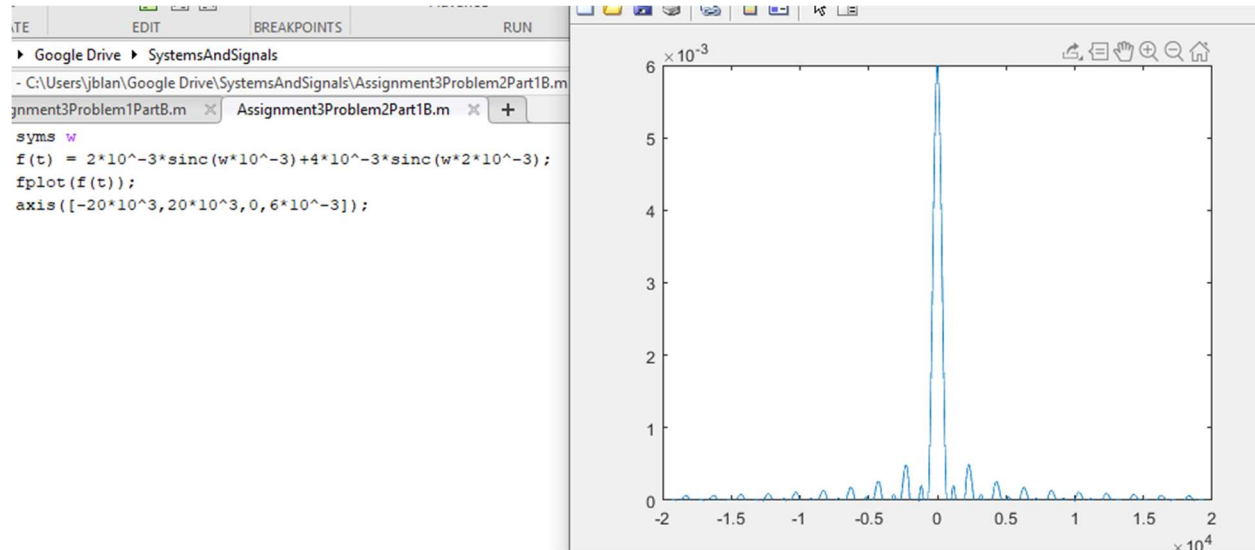 EDIT BREAKPOINTS RUN
Google Drive SystemsAndSignals
- C:\Users\jblan\Google Drive\SystemsAndSignals\Assignment3Problem2Part1B.m
gnment3Problem1PartB.m Assignment3Problem2Part1B.m +
syms w
f(t) = 2*10^-3*sinc(w*10^-3)+4*10^-3*sinc(w*2*10^-3);
fplot(f(t));
axis([-20*10^3,20*10^3,0,6*10^-3]);
×10^-3
6
5
4
3
2
1
0
-2 -1.5 -1 -0.5 0 0.5 1 1.5 2
×10^4